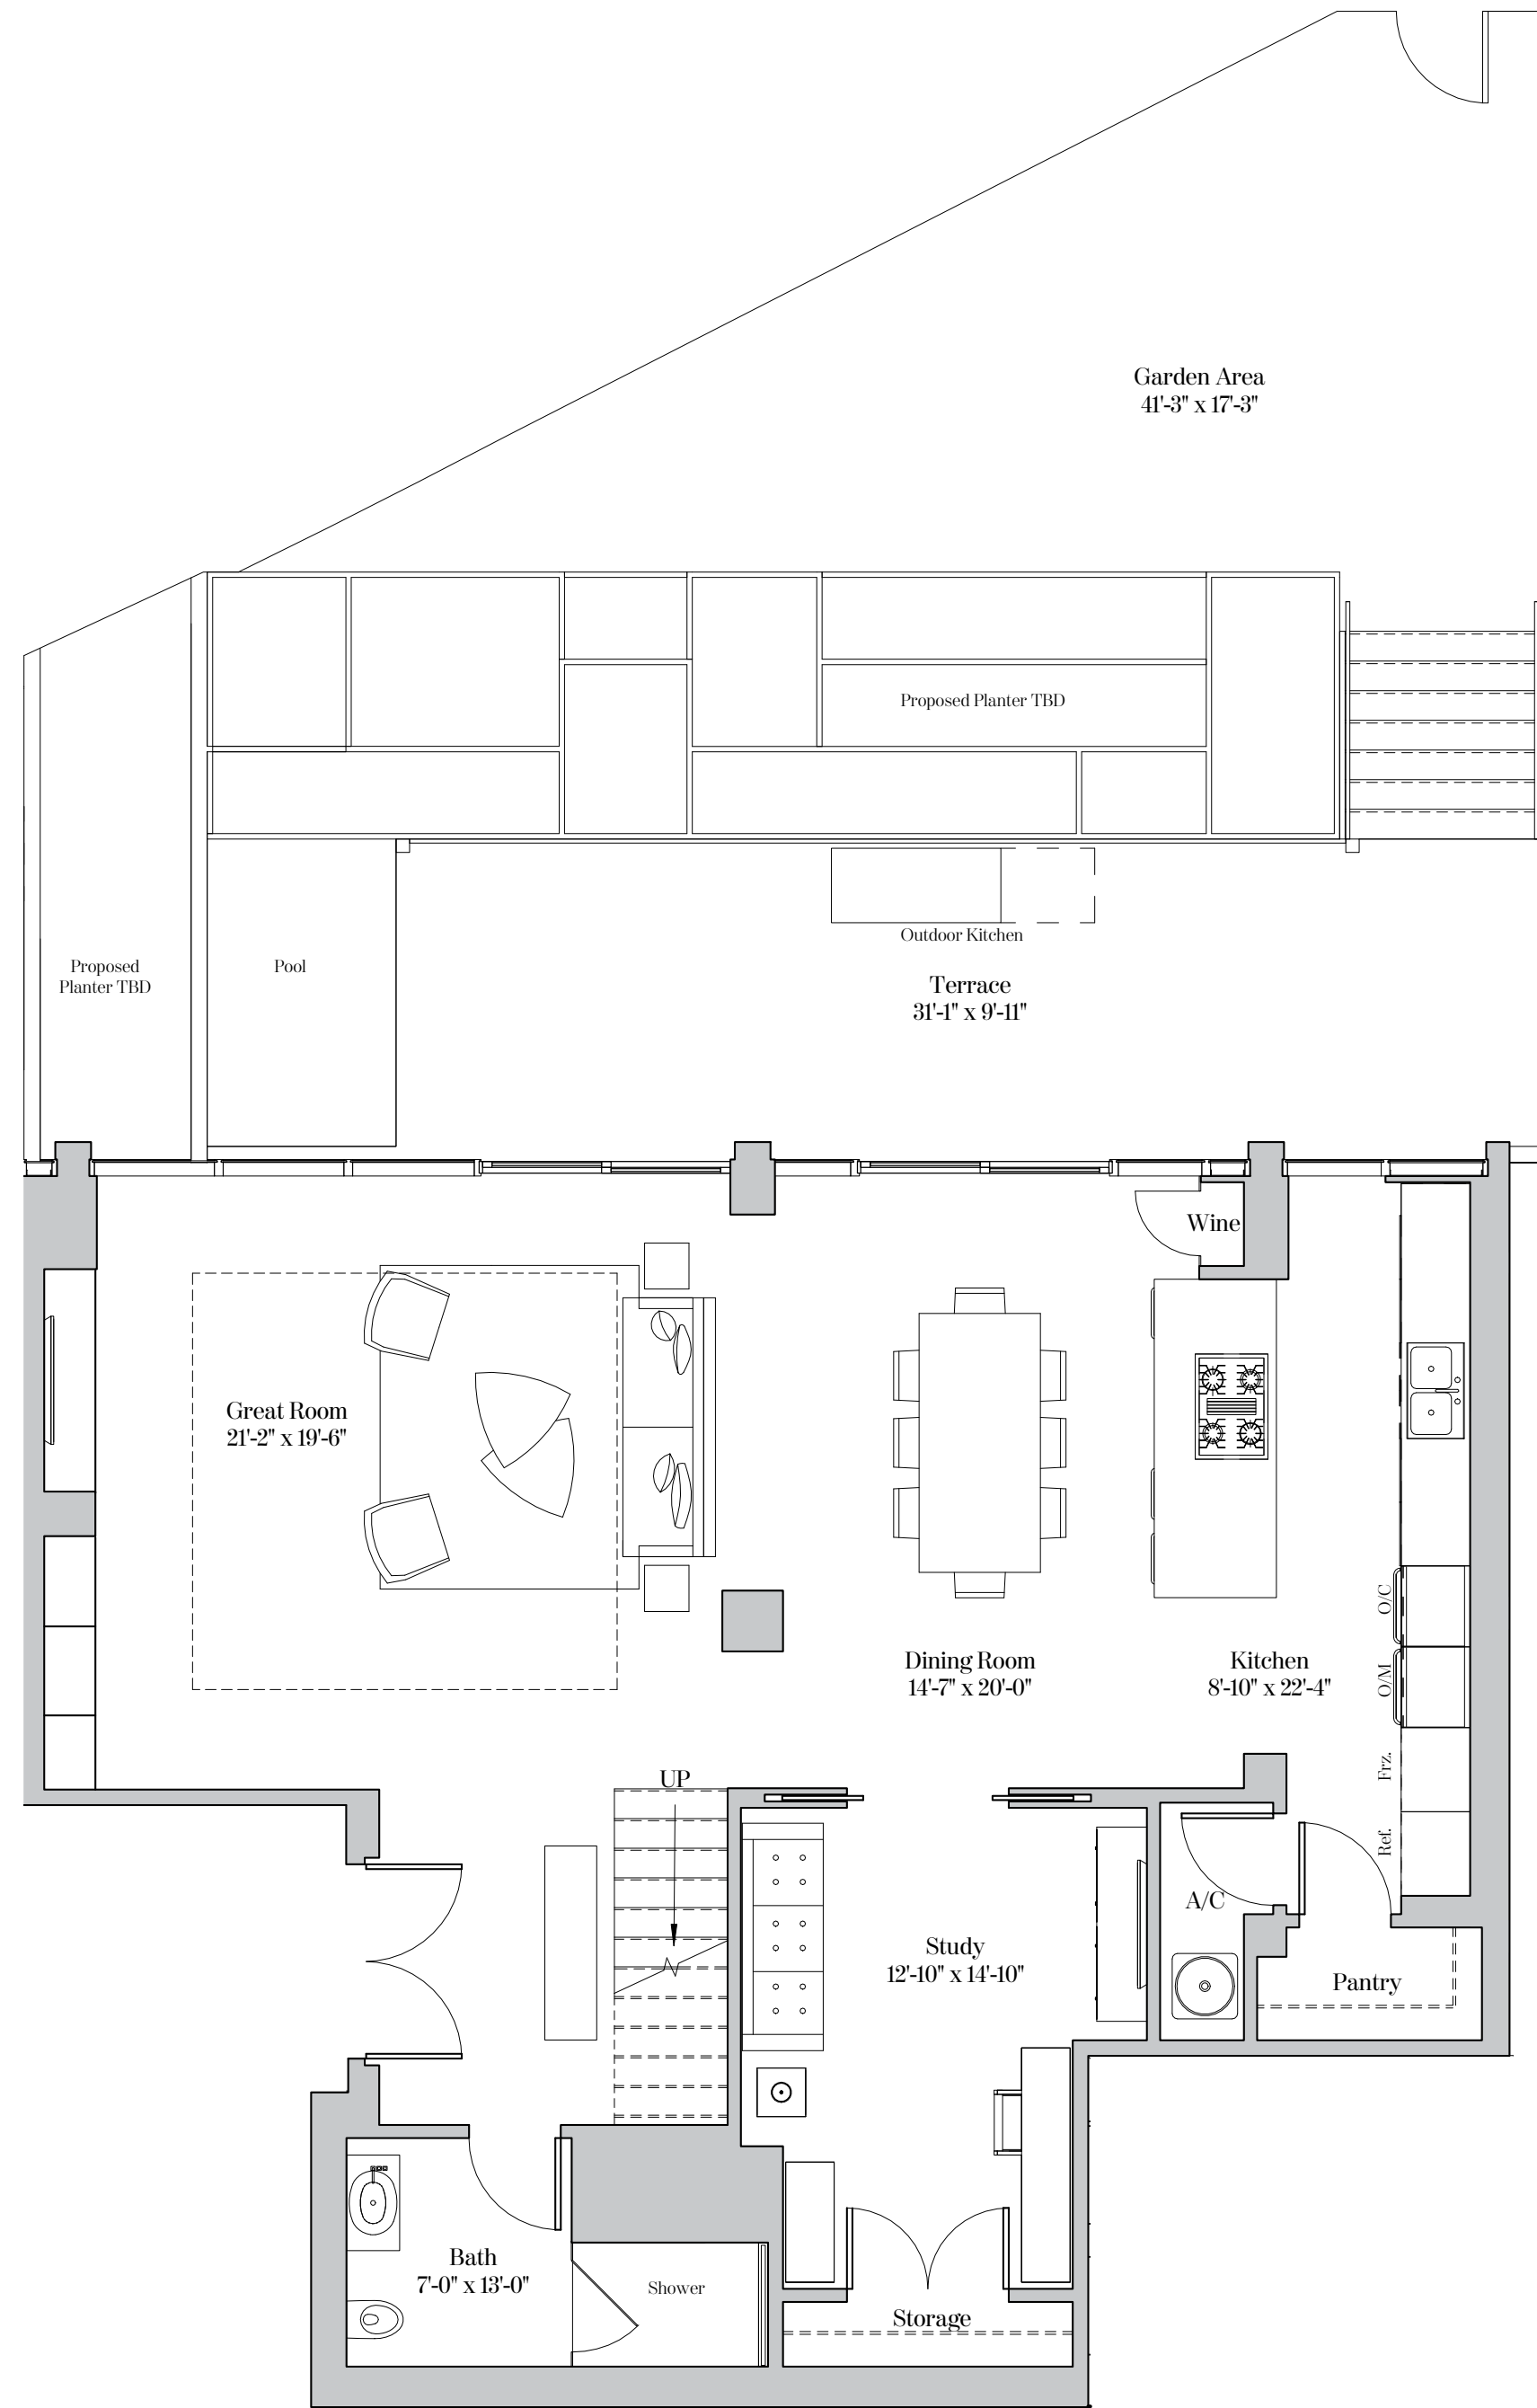 Garden Area
41'-3" x 17'-3"
Proposed Planter TBD
Outdoor Kitchen
Proposed
Planter TBD
Pool
Terrace
31'-1" x 9'-11"
Wine
Great Room
21'-2" x 19'-6"
O/C
Dining Room
14'-7" x 20'-0"
Kitchen
8'-10" x 22'-4"
O/M
Frz.
UP
Ref.
A/C
Study
12'-10" x 14'-10"
Pantry
Bath
7'-0" x 13'-0"
Shower
Storage